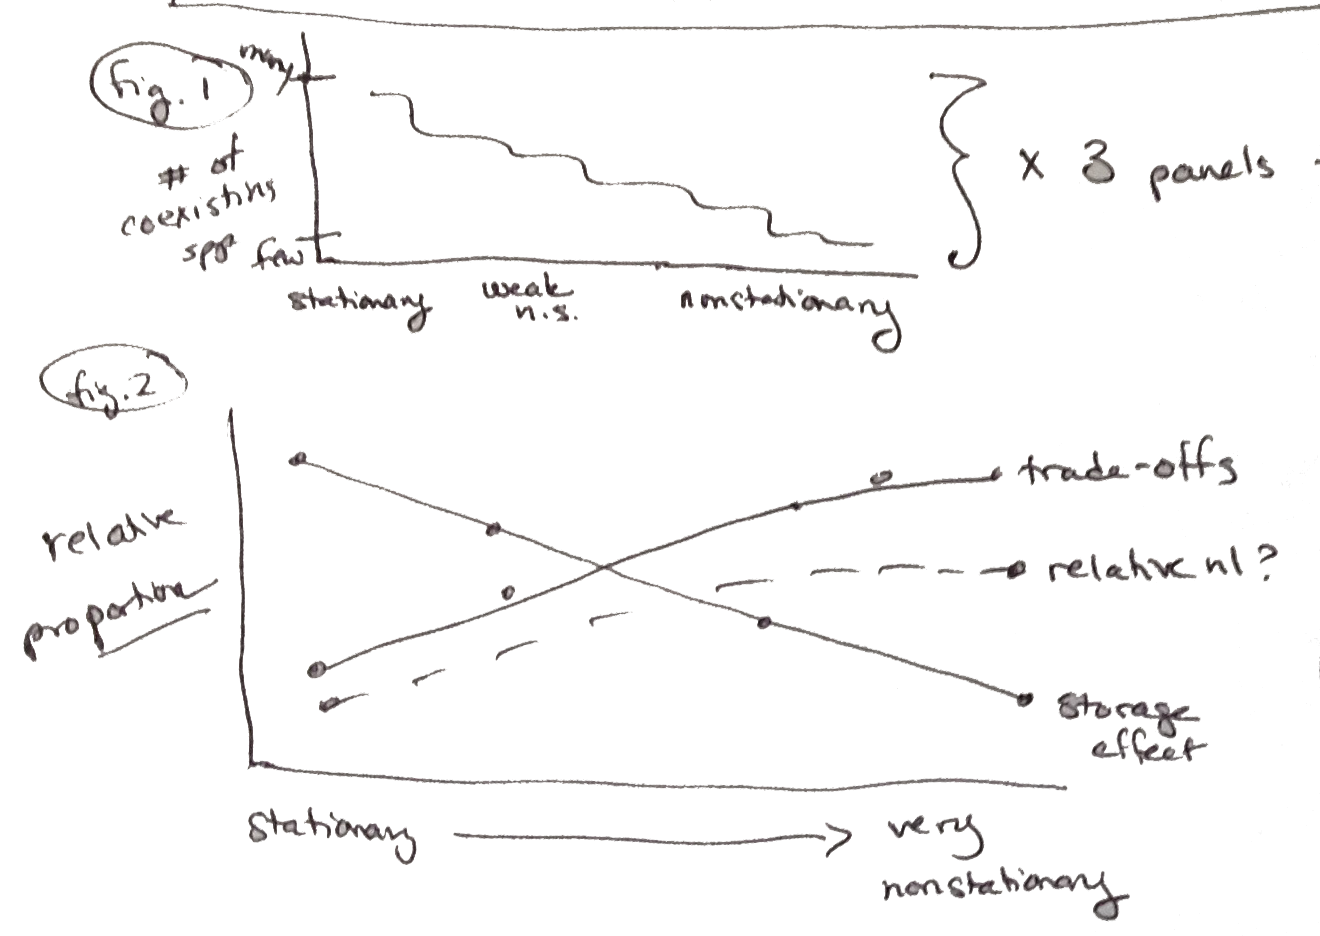 fig. 1
many
# of
coexisting
spp
few
x 3 panels
stationary
weak
n.s.
nonstationary
fig. 2
relative
proportion
trade-offs
relative nl?
storage
effect
stationary
very
nonstationary